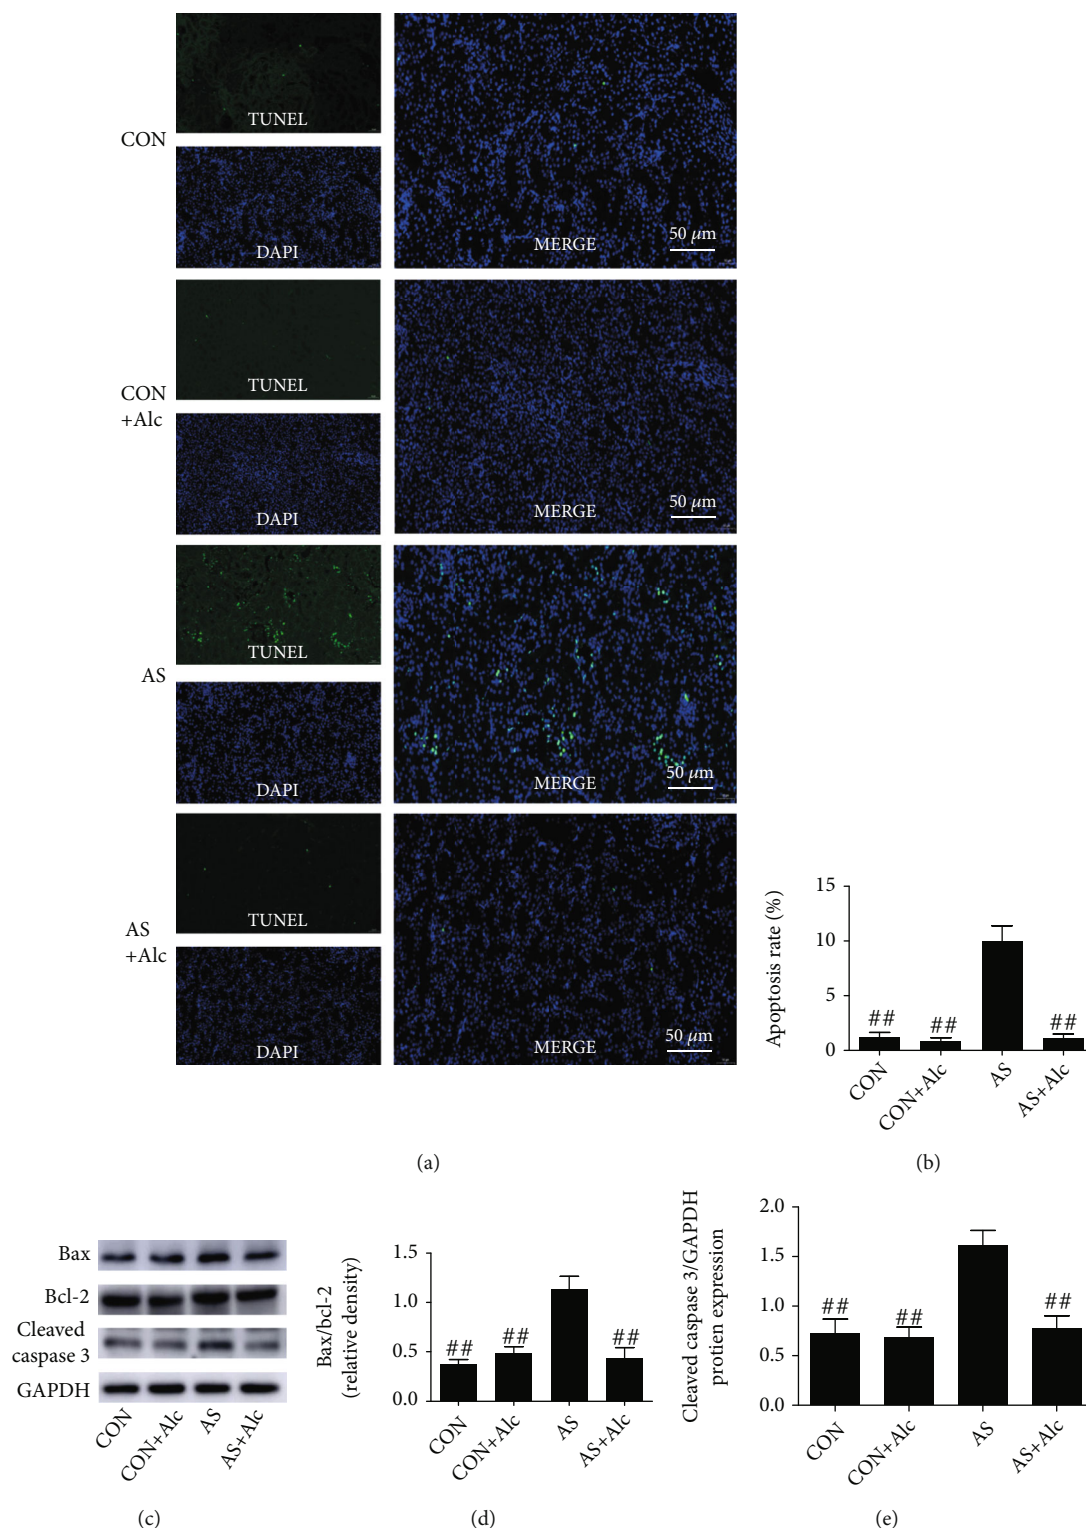 CON
TUNEL
DAPI
MERGE
50 μm
CON
+Alc
TUNEL
DAPI
MERGE
50 μm
AS
TUNEL
DAPI
MERGE
50 μm
AS
+Alc
TUNEL
DAPI
MERGE
50 μm
(a)
Apoptosis rate (%)
15
10
5
0
##
##
##
CON
CON+Alc
AS
AS+Alc
(b)
Bax
Bcl-2
Cleaved
caspase 3
GAPDH
CON
CON+Alc
AS
AS+Alc
(c)
Bax/bcl-2
(relative density)
1.5
1.0
0.5
0.0
##
##
##
CON
CON+Alc
AS
AS+Alc
(d)
Cleaved caspase 3/GAPDH
protien expression
2.0
1.5
1.0
0.5
0.0
##
##
##
CON
CON+Alc
AS
AS+Alc
(e)